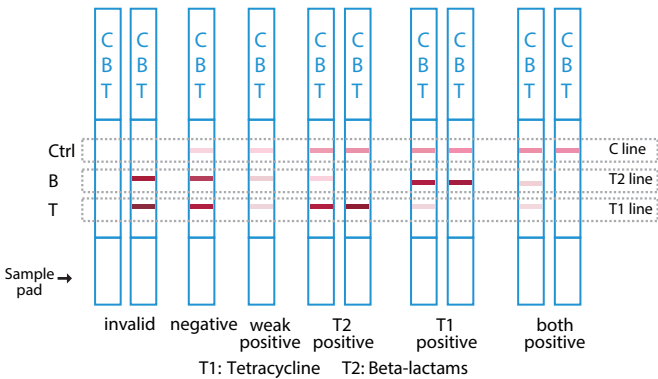 C C C C C C C C C C
B B B B B B B B B B
T T T T T T T T T T
Ctrl C line
B T2 line
T T1 line
Sample
pad
invalid negative weak
positive T2
positive T1
positive both
positive
T1: Tetracycline T2: Beta-lactams